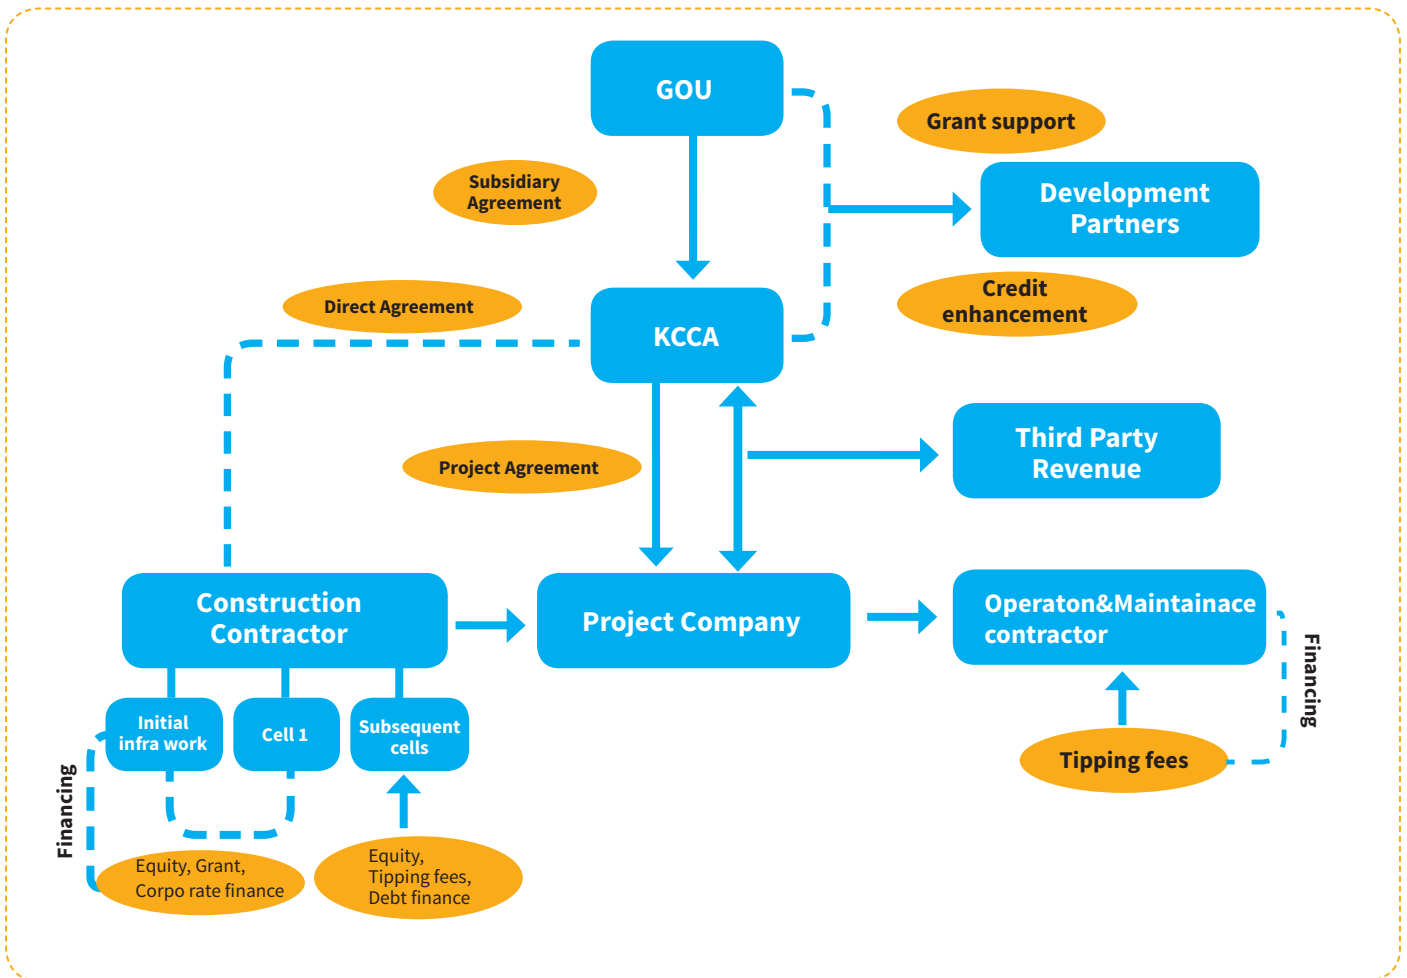 GOU
Grant support
Subsidiary
Agreement
Development
Partners
Direct Agreement
Credit
enhancement
KCCA
Third Party
Revenue
Project Agreement
Construction
Contractor
Project Company
Operaton&Maintainace
contractor
Financing
Initial
infra work
Cell 1
Subsequent
cells
Tipping fees
Financing
Equity, Grant,
Corpo rate finance
Equity,
Tipping fees,
Debt finance